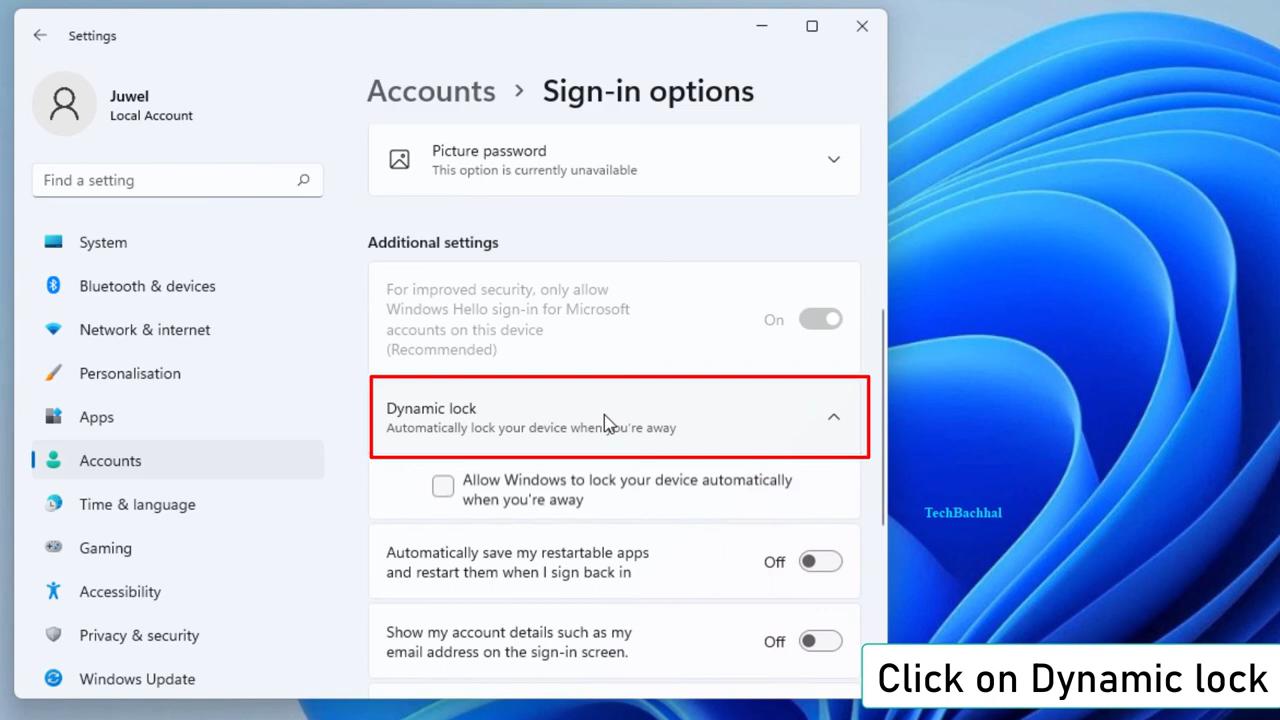 Settings
Juwel
Local Account
Find a setting
System
Bluetooth & devices
Network & internet
Personalisation
Apps
Accounts
Time & language
Gaming
Accessibility
Privacy & security
Windows Update
Accounts > Sign-in options
Picture password
This option is currently unavailable
Additional settings
For improved security, only allow
Windows Hello sign-in for Microsoft
accounts on this device
(Recommended)
On
Dynamic lock
Automatically lock your device when you're away
Allow Windows to lock your device automatically
when you're away
Automatically save my restartable apps
and restart them when I sign back in
Off
Show my account details such as my
email address on the sign-in screen.
Off
TechBachhal
Click on Dynamic lock